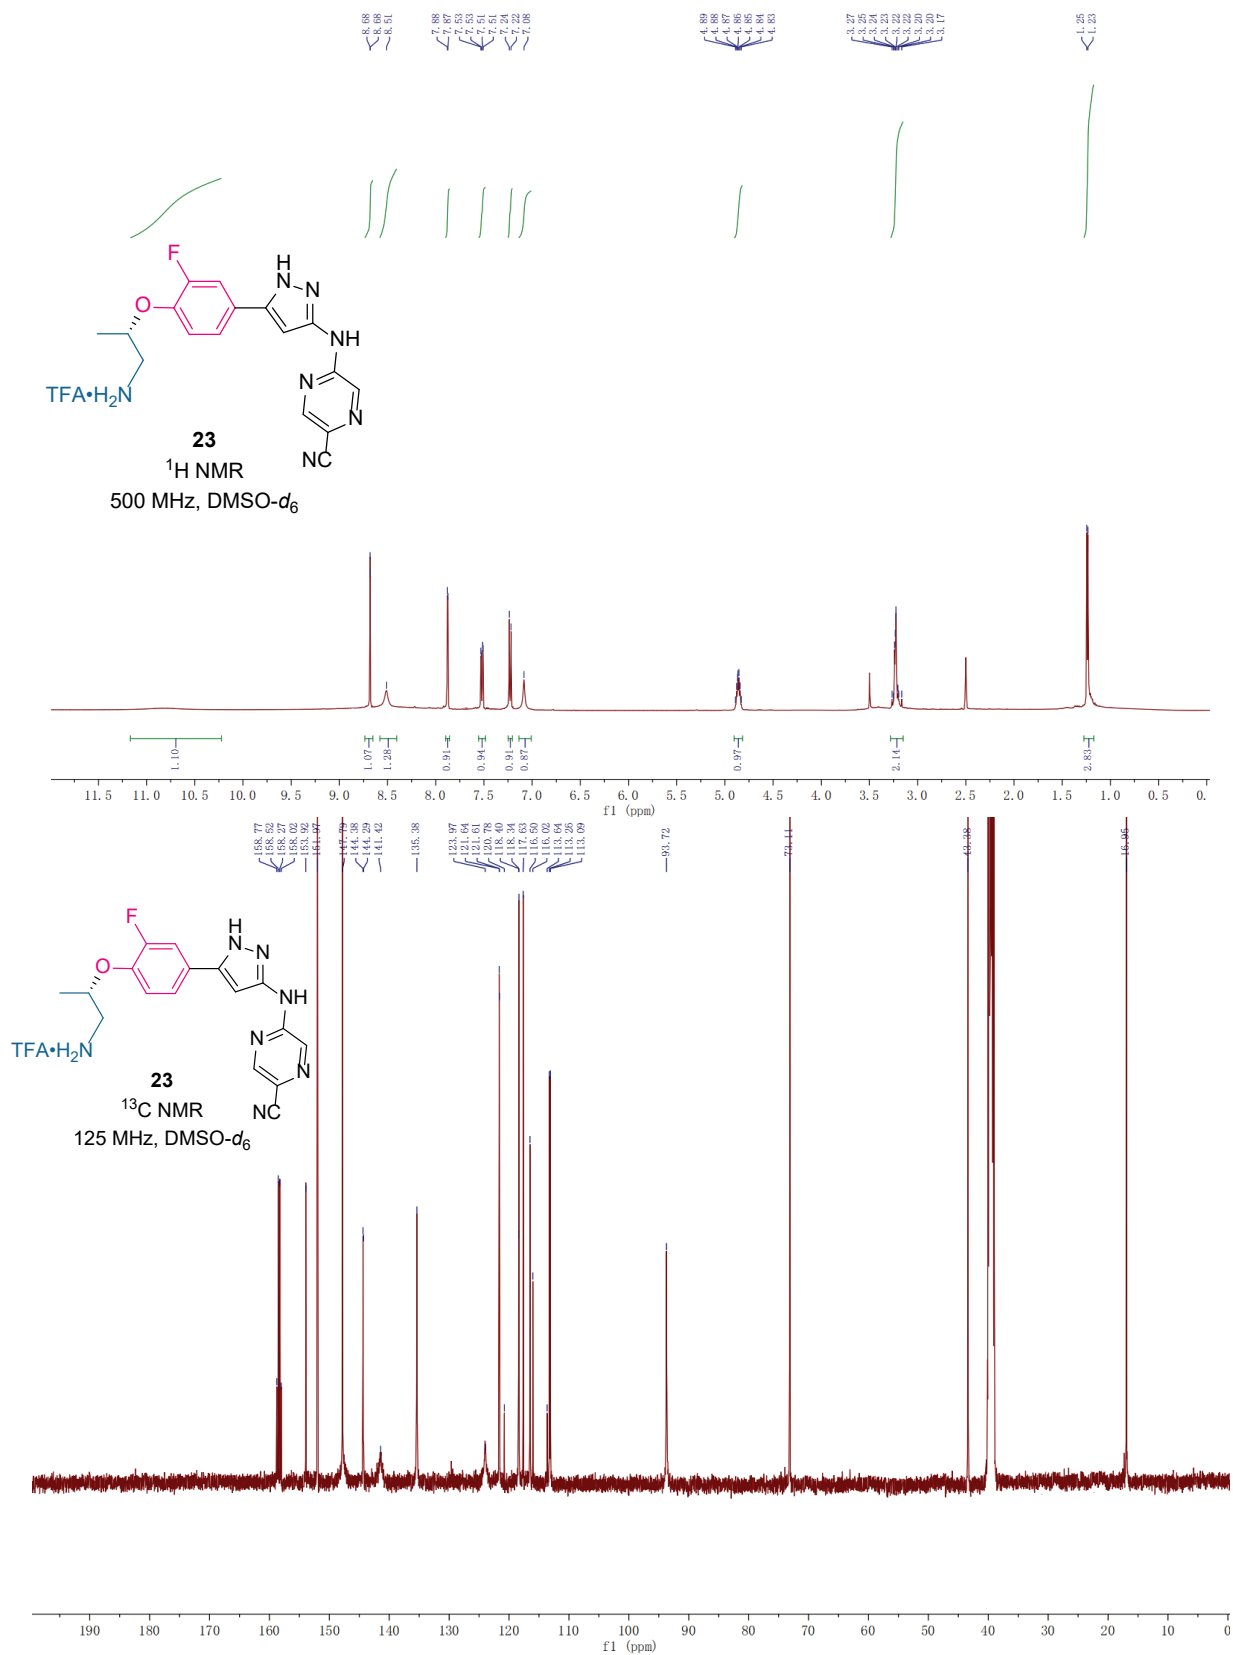 8.68
8.68
8.51
7.88
7.87
7.53
7.53
7.51
7.51
7.24
7.22
7.08
4.89
4.88
4.87
4.86
4.85
4.84
4.83
3.27
3.25
3.24
3.23
3.22
3.22
3.20
3.20
3.17
1.25
1.23
F
H
N
N
O
NH
N
N
TFA•H₂N
NC
23
¹H NMR
500 MHz, DMSO-d₆
1.10
1.07
1.28
0.91
0.94
0.91
0.87
0.97
2.14
2.83
11.5 11.0 10.5 10.0 9.5 9.0 8.5 8.0 7.5 7.0 6.5 6.0 5.5 5.0 4.5 4.0 3.5 3.0 2.5 2.0 1.5 1.0 0.5 0.
f1 (ppm)
158.77
158.52
158.27
158.02
153.92
151.97
147.79
144.38
144.29
141.42
135.38
123.97
121.64
121.61
120.78
118.40
118.34
117.63
116.50
116.02
113.64
113.26
113.09
93.72
73.11
43.38
16.95
F
H
N
N
O
NH
N
N
TFA•H₂N
NC
23
¹³C NMR
125 MHz, DMSO-d₆
190 180 170 160 150 140 130 120 110 100 90 80 70 60 50 40 30 20 10 0
f1 (ppm)